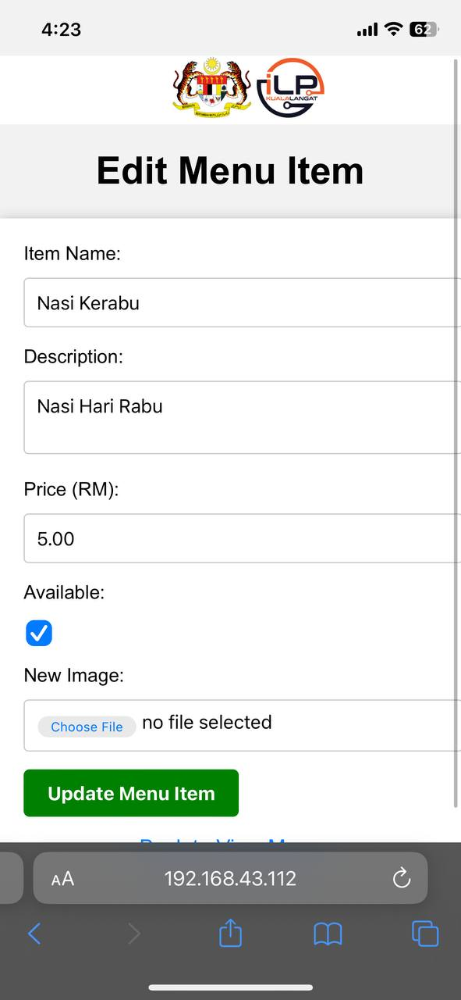 4:23
62
iLP
KUALALANGAT
Edit Menu Item
Item Name:
Nasi Kerabu
Description:
Nasi Hari Rabu
Price (RM):
5.00
Available:
New Image:
Choose File no file selected
Update Menu Item
AA
192.168.43.112